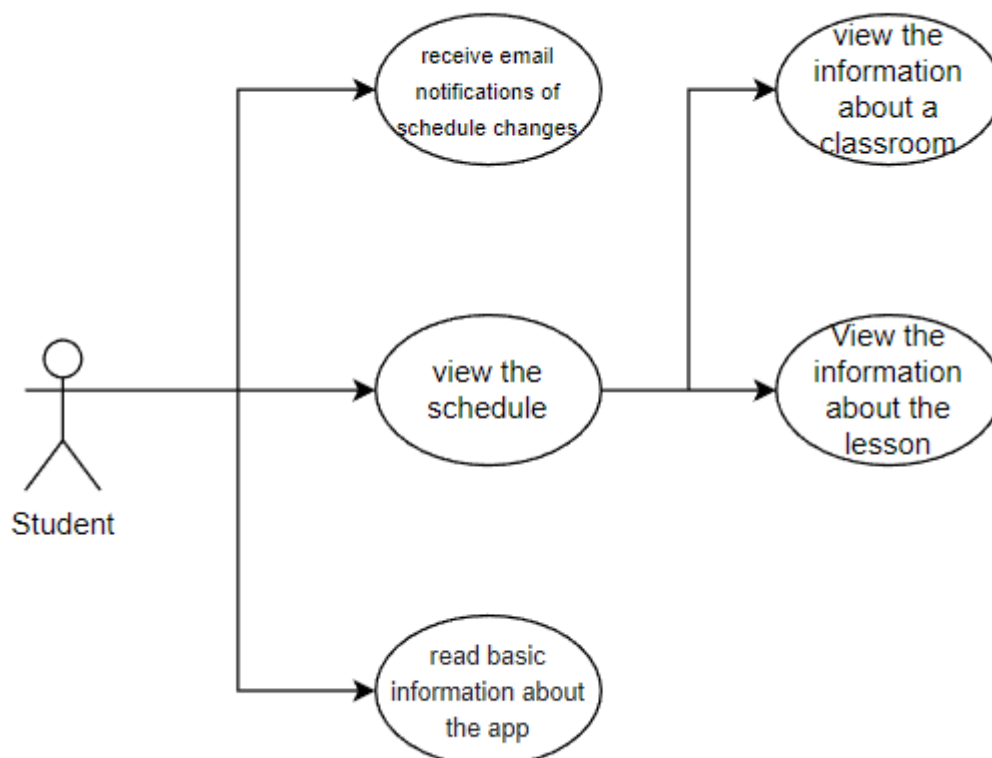 receive email
notifications of
schedule changes
view the
information
about a
classroom
view the
schedule
View the
information
about the
lesson
Student
read basic
information about
the app